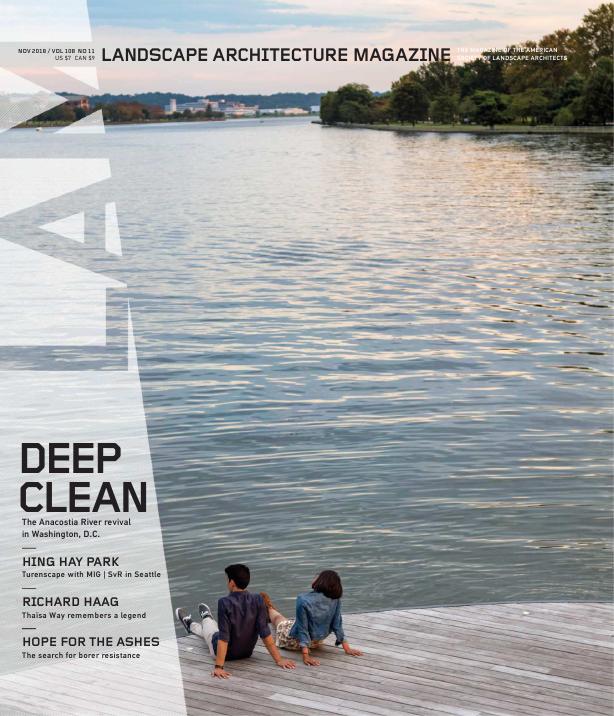 NOV 2018 / VOL 108 NO 11
US $7 CAN $9
LANDSCAPE ARCHITECTURE MAGAZINE
THE MAGAZINE OF THE AMERICAN
SOCIETY OF LANDSCAPE ARCHITECTS
LAM
DEEP
CLEAN
The Anacostia River revival
in Washington, D.C.
HING HAY PARK
Turenscape with MIG | SvR in Seattle
RICHARD HAAG
Thaïsa Way remembers a legend
HOPE FOR THE ASHES
The search for borer resistance